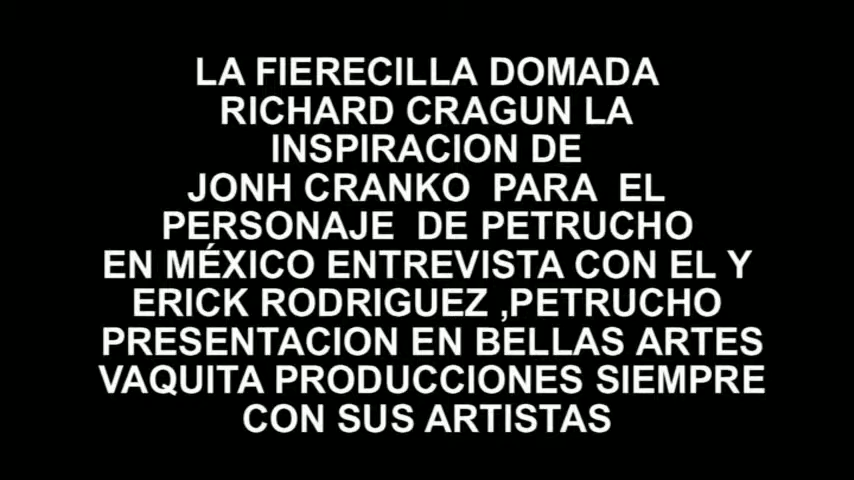 LA FIERECILLA DOMADA
RICHARD CRAGUN LA
INSPIRACION DE
JONH CRANKO PARA EL
PERSONAJE DE PETRUCHO
EN MÉXICO ENTREVISTA CON EL Y
ERICK RODRIGUEZ ,PETRUCHO
PRESENTACION EN BELLAS ARTES
VAQUITA PRODUCCIONES SIEMPRE
CON SUS ARTISTAS